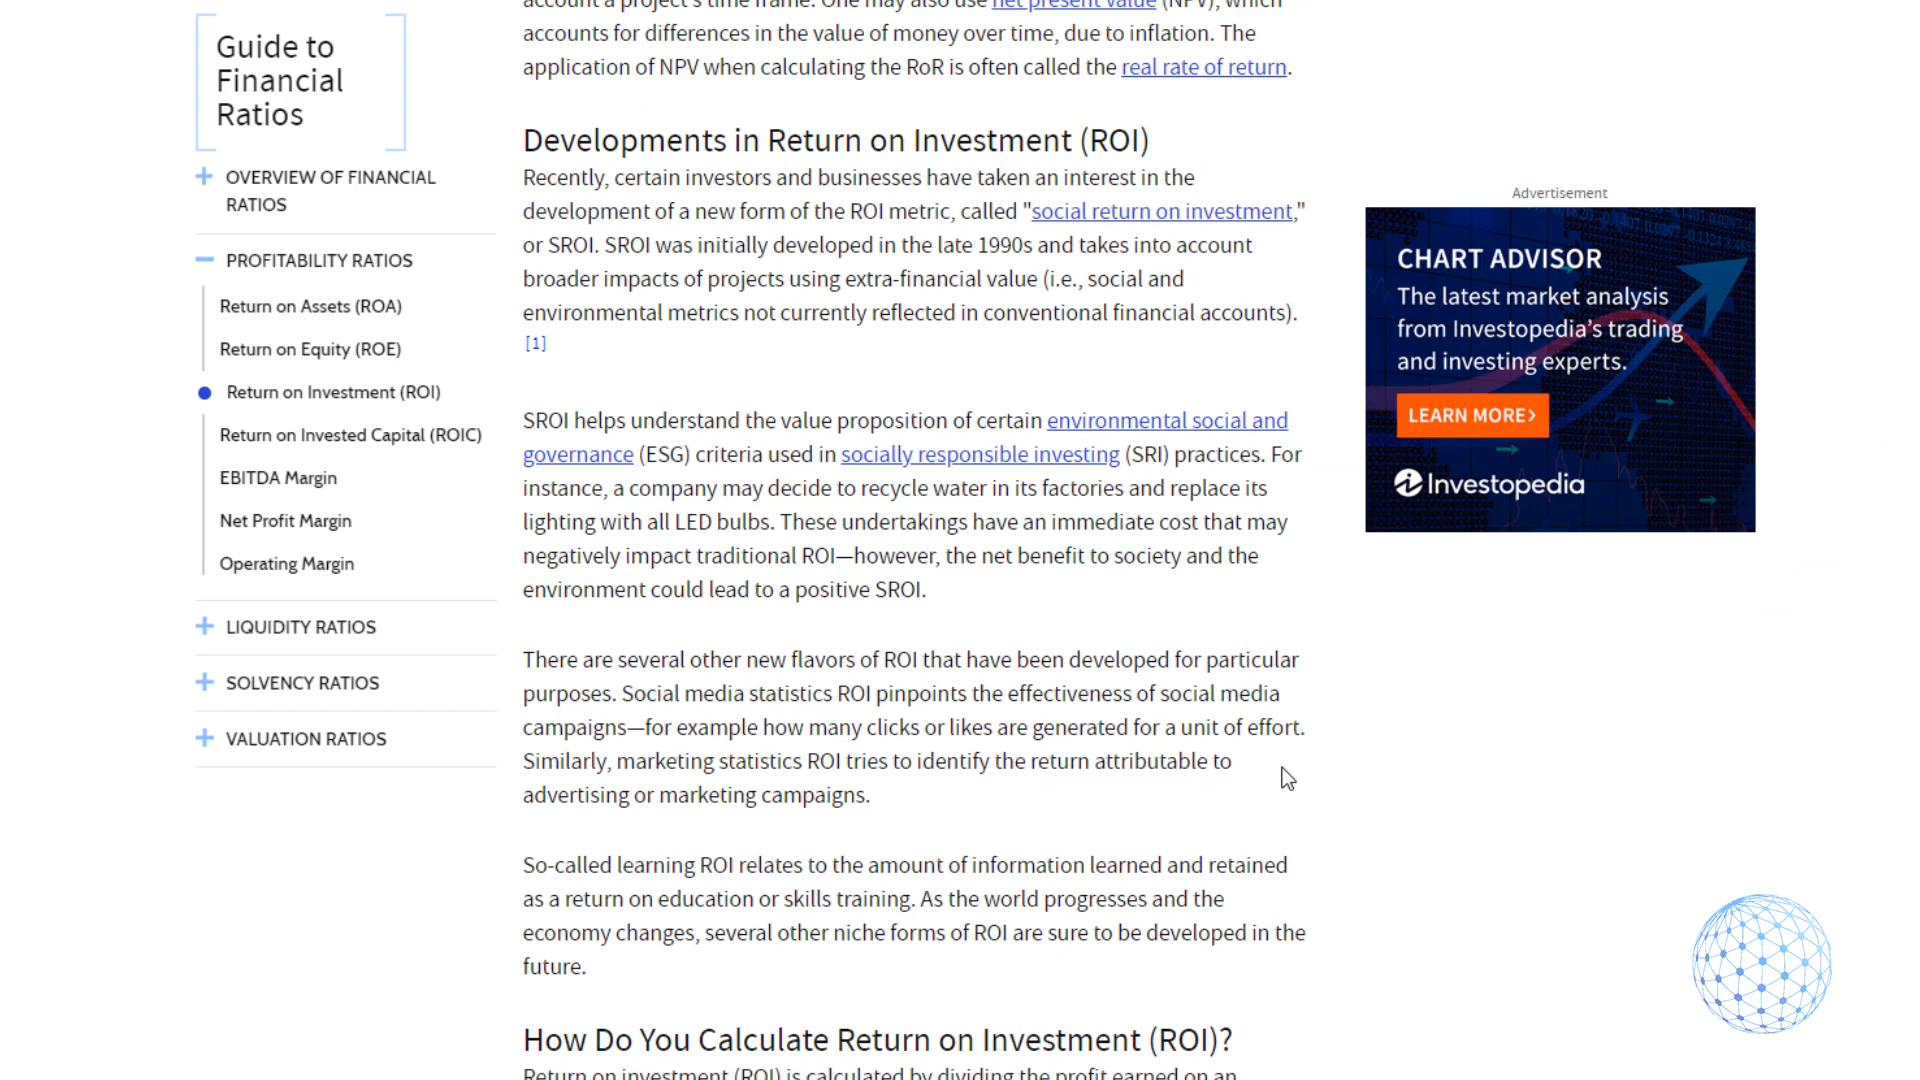 Guide to
Financial
Ratios
OVERVIEW OF FINANCIAL
RATIOS
PROFITABILITY RATIOS
Return on Assets (ROA)
Return on Equity (ROE)
Return on Investment (ROI)
Return on Invested Capital (ROIC)
EBITDA Margin
Net Profit Margin
Operating Margin
LIQUIDITY RATIOS
SOLVENCY RATIOS
VALUATION RATIOS
account a project's time frame. One may also use net present value (NPV), which
accounts for differences in the value of money over time, due to inflation. The
application of NPV when calculating the RoR is often called the real rate of return.
Developments in Return on Investment (ROI)
Recently, certain investors and businesses have taken an interest in the
development of a new form of the ROI metric, called "social return on investment,"
or SROI. SROI was initially developed in the late 1990s and takes into account
broader impacts of projects using extra-financial value (i.e., social and
environmental metrics not currently reflected in conventional financial accounts).
[1]
SROI helps understand the value proposition of certain environmental social and
governance (ESG) criteria used in socially responsible investing (SRI) practices. For
instance, a company may decide to recycle water in its factories and replace its
lighting with all LED bulbs. These undertakings have an immediate cost that may
negatively impact traditional ROI—however, the net benefit to society and the
environment could lead to a positive SROI.
There are several other new flavors of ROI that have been developed for particular
purposes. Social media statistics ROI pinpoints the effectiveness of social media
campaigns—for example how many clicks or likes are generated for a unit of effort.
Similarly, marketing statistics ROI tries to identify the return attributable to
advertising or marketing campaigns.
So-called learning ROI relates to the amount of information learned and retained
as a return on education or skills training. As the world progresses and the
economy changes, several other niche forms of ROI are sure to be developed in the
future.
How Do You Calculate Return on Investment (ROI)?
Return on investment (ROI) is calculated by dividing the profit earned on an
Advertisement
CHART ADVISOR
The latest market analysis
from Investopedia's trading
and investing experts.
LEARN MORE>
Investopedia